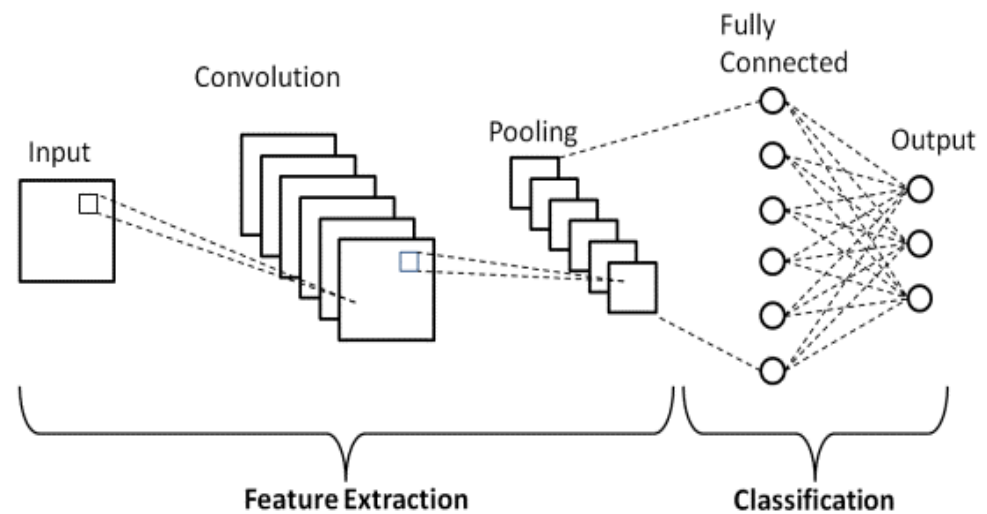 Input
Convolution
Pooling
Fully
Connected
Output
Feature Extraction
Classification